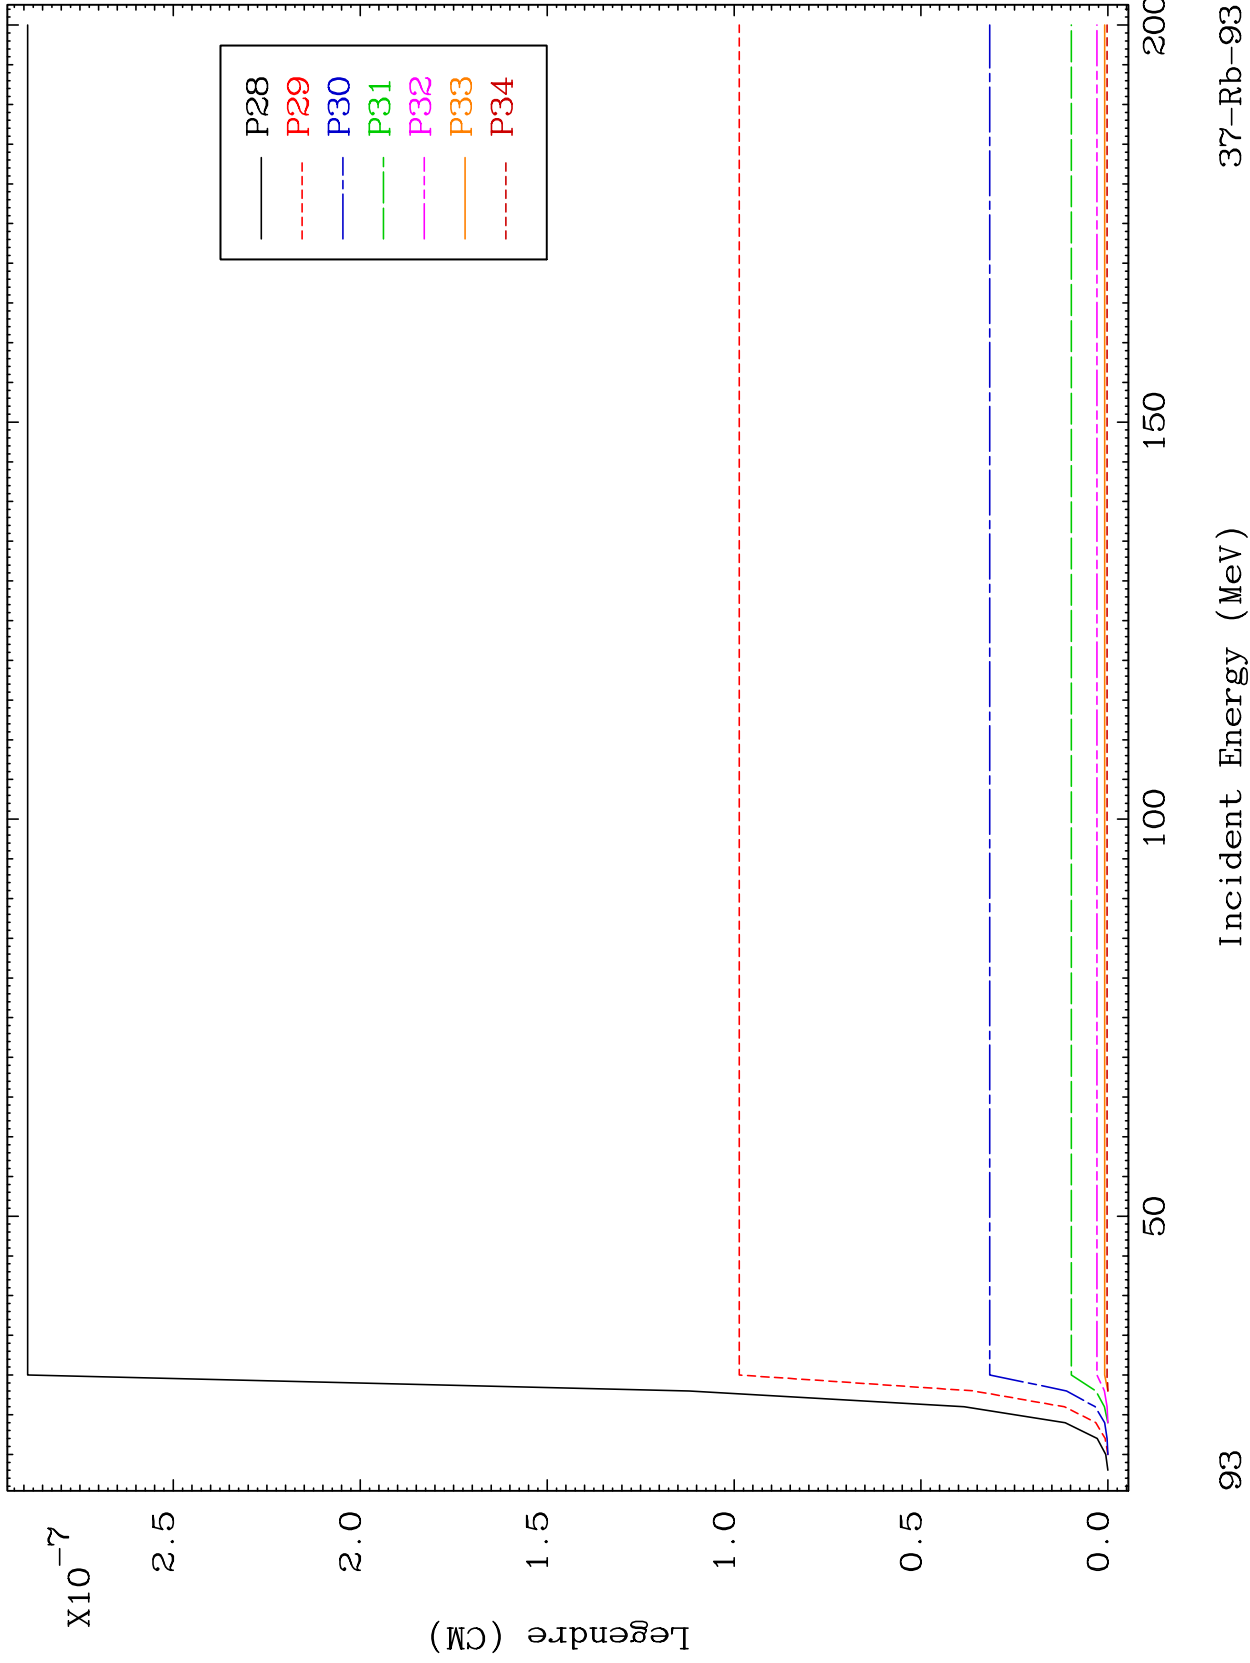 X10-7
2.5
2.0
1.5
1.0
0.5
0.0
Legendre (CM)
P28
P29
P30
P31
P32
P33
P34
50
100
150
200
Incident Energy (MeV)
93
37-Rb-93